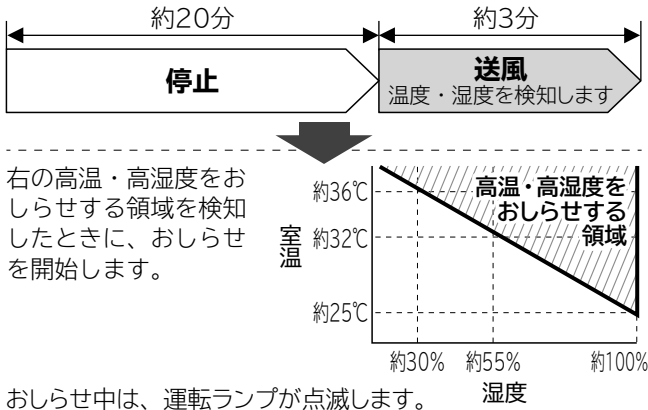 約20分
約3分
停止
送風
温度・湿度を検知します
右の高温・高湿度をお
しらせする領域を検知
したときに、おしらせ
を開始します。
高温・高湿度を
おしらせする
領域
室温
約36℃
約32℃
約25℃
約30%
約55%
約100%
湿度
おしらせ中は、運転ランプが点滅します。